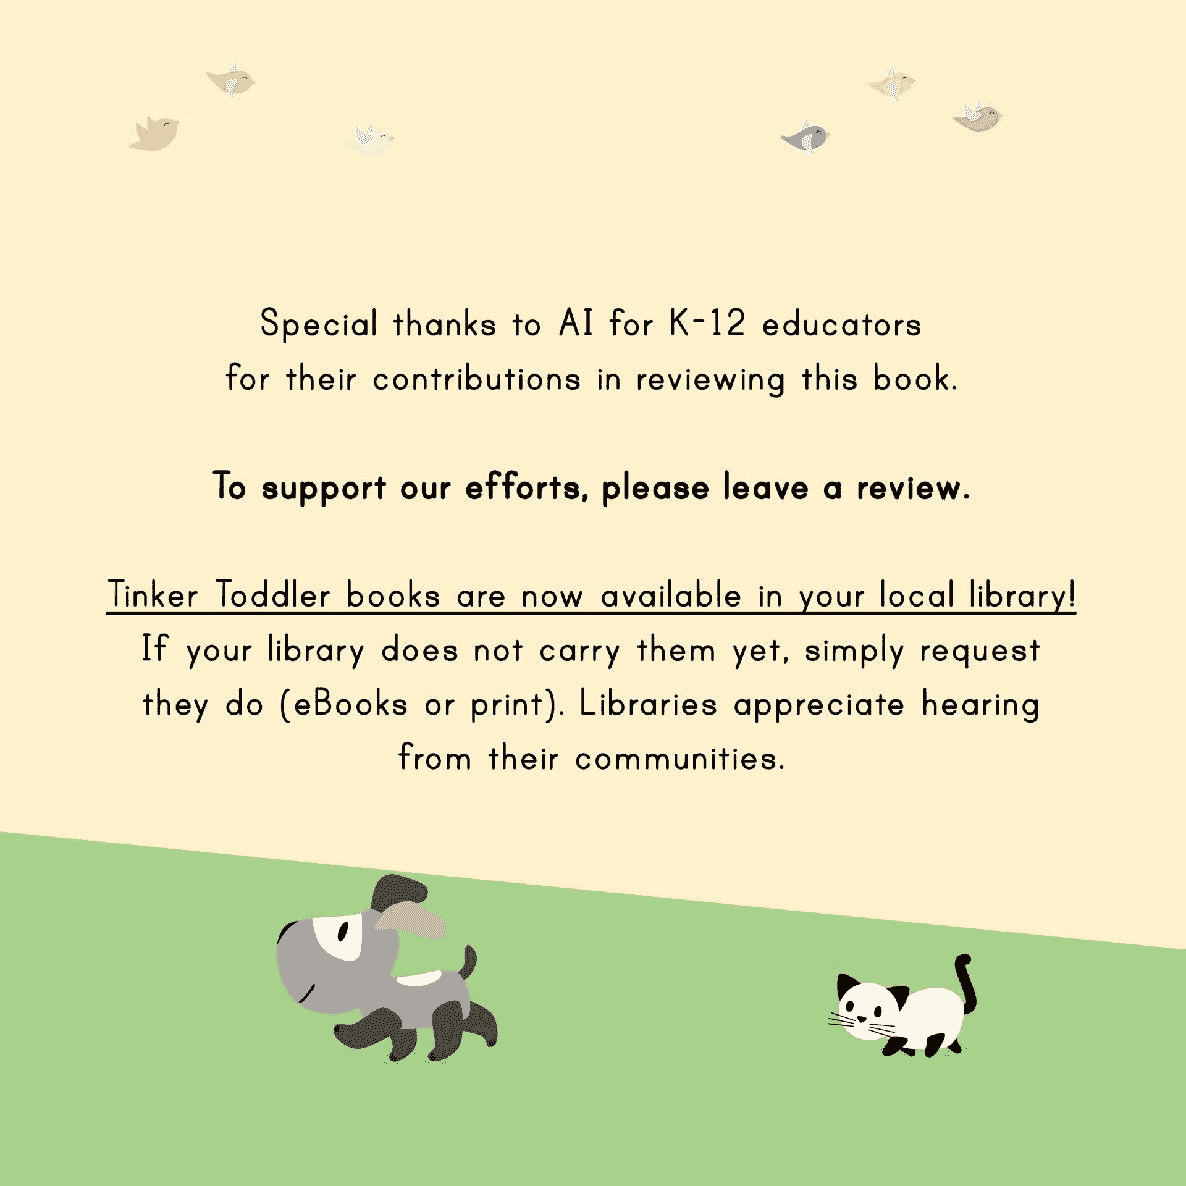 Special thanks to AI for K-12 educators
for their contributions in reviewing this book.
To support our efforts, please leave a review.
Tinker Toddler books are now available in your local library!
If your library does not carry them yet, simply request
they do (eBooks or print). Libraries appreciate hearing
from their communities.